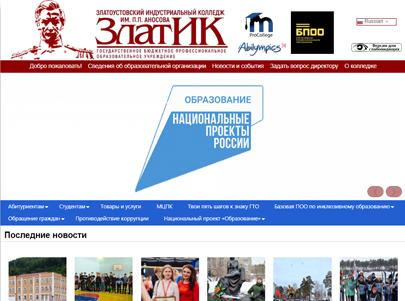 ЗЛАТОУСТОВСКИЙ ИНДУСТРИАЛЬНЫЙ КОЛЛЕДЖ
ИМ. П.П. АНОСОВА
ЗЛАТИК
ГОСУДАРСТВЕННОЕ БЮДЖЕТНОЕ ПРОФЕССИОНАЛЬНОЕ
ОБРАЗОВАТЕЛЬНОЕ УЧРЕЖДЕНИЕ
ProCollege
Abilympics
БПОО
Russian
Версия для
слабовидящих
Добро пожаловать! Сведения об образовательной организации Новости и события Задать вопрос директору О колледже
ОБРАЗОВАНИЕ
НАЦИОНАЛЬНЫЕ
ПРОЕКТЫ
РОССИИ
Абитуриентам Студентам Товары и услуги МЦПК Твои пять шагов к знаку ГТО Базовая ПОО по инклюзивному образованию
Обращение граждан Противодействие коррупции Национальный проект «Образование»
Последние новости